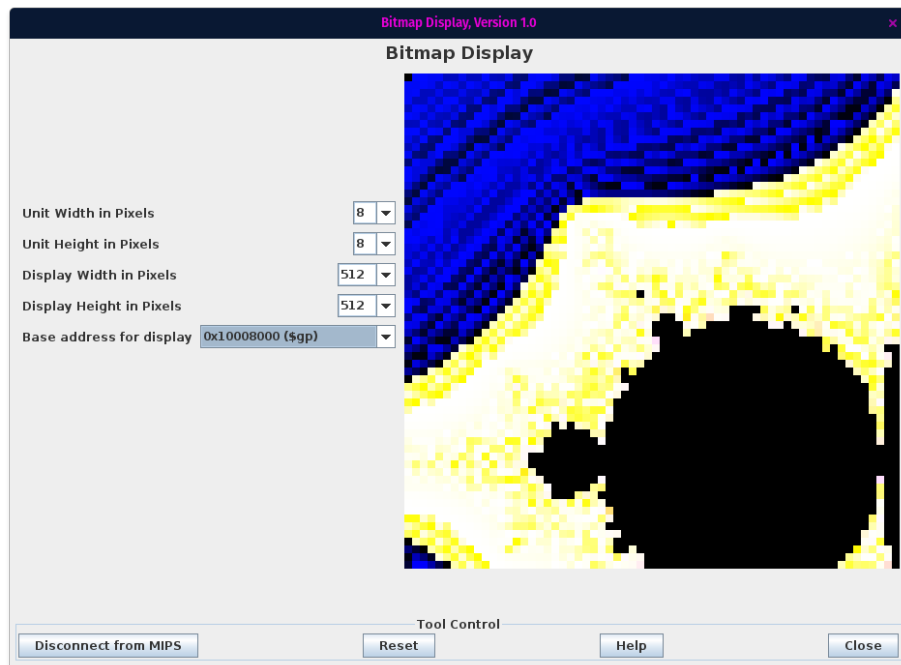 Bitmap Display, Version 1.0 ×
Bitmap Display
Unit Width in Pixels 8
Unit Height in Pixels 8
Display Width in Pixels 512
Display Height in Pixels 512
Base address for display 0x10008000 ($gp)
Tool Control
Disconnect from MIPS Reset Help Close